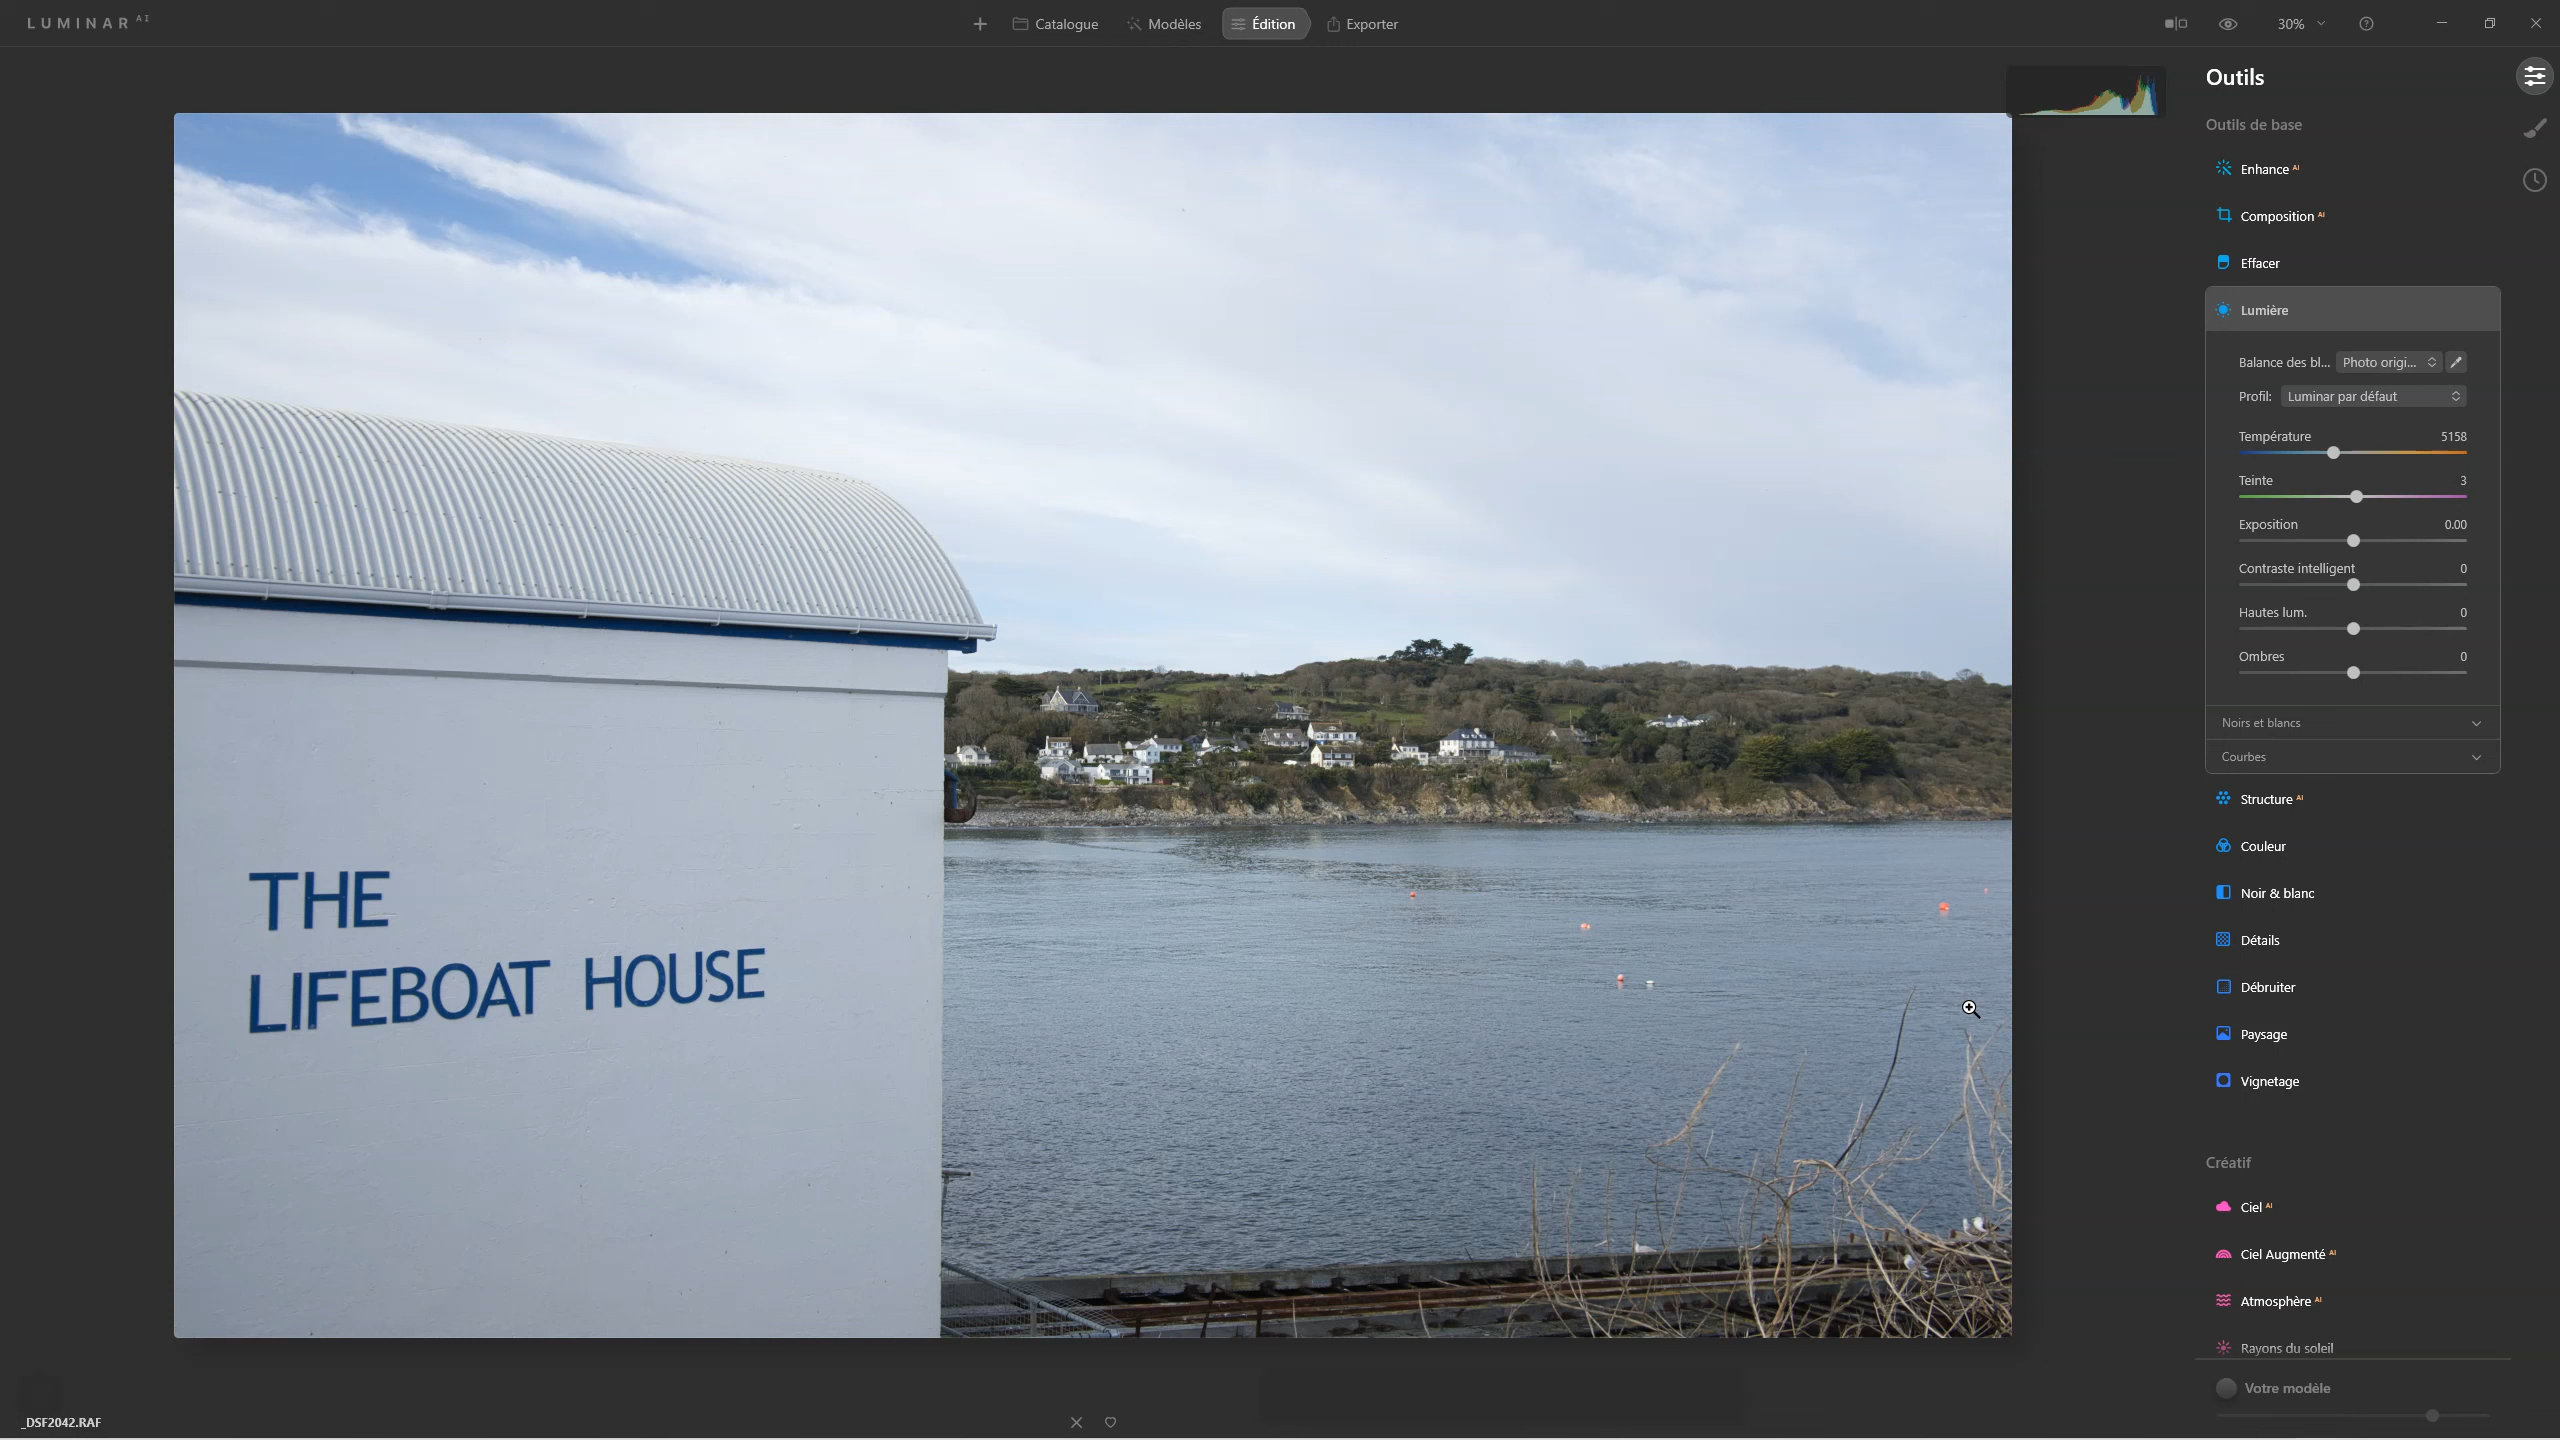 LUMINAR AI
Catalogue
Modèles
Édition
Exporter
30%
Outils
Outils de base
Enhance AI
Composition AI
Effacer
Lumière
Balance des bl... Photo origi...
Profil: Luminar par défaut
Température 5158
Teinte 3
Exposition 0.00
Contraste intelligent 0
Hautes lum. 0
Ombres 0
Noirs et blancs
Courbes
Structure AI
Couleur
Noir & blanc
Détails
Débruiter
Paysage
Vignetage
Créatif
Ciel AI
Ciel Augmenté AI
Atmosphère AI
Rayons du soleil
Votre modèle
THE
LIFEBOAT HOUSE
_DSF2042.RAF